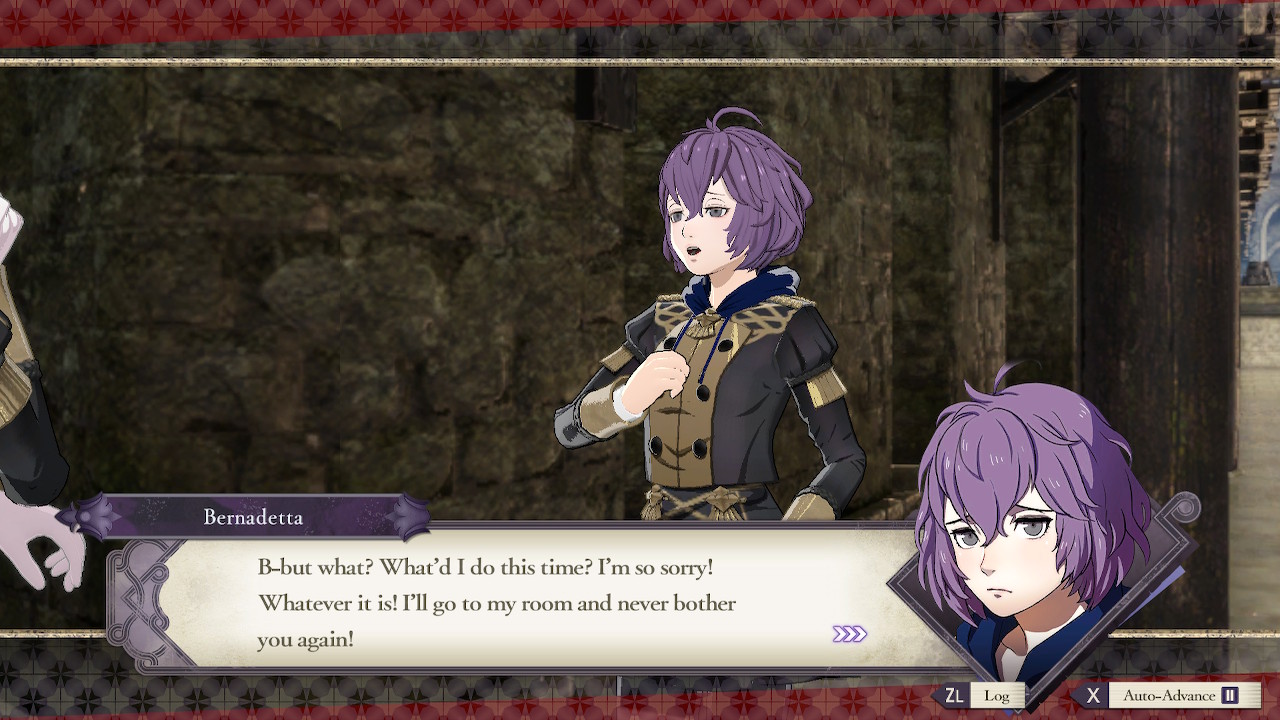 Bernadetta
B-but what? What'd I do this time? I'm so sorry!
Whatever it is! I'll go to my room and never bother
you again!
ZL Log X Auto-Advance